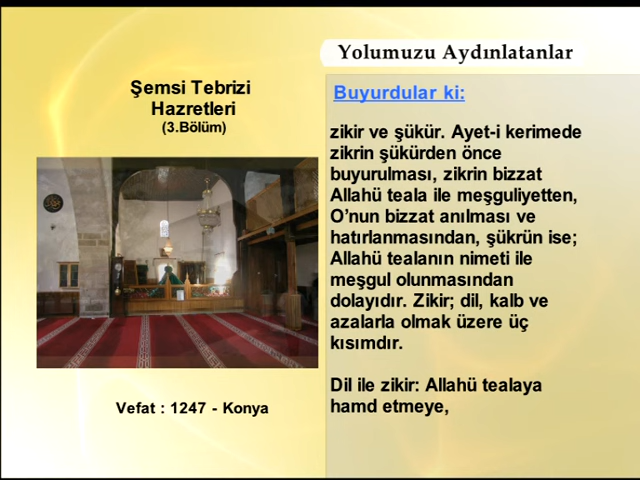 Yolumuzu Aydınlatanlar
Şemsi Tebrizi
Hazretleri
(3.Bölüm)
Vefat : 1247 - Konya
Buyurdular ki:
zikir ve şükür. Ayet-i kerimede
zikrin şükürden önce
buyurulması, zikrin bizzat
Allahü teala ile meşguliyetten,
O’nun bizzat anılması ve
hatırlanmasından, şükrün ise;
Allahü tealanın nimeti ile
meşgul olunmasından
dolayıdır. Zikir; dil, kalb ve
azalarla olmak üzere üç
kısımdır.
Dil ile zikir: Allahü tealaya
hamd etmeye,